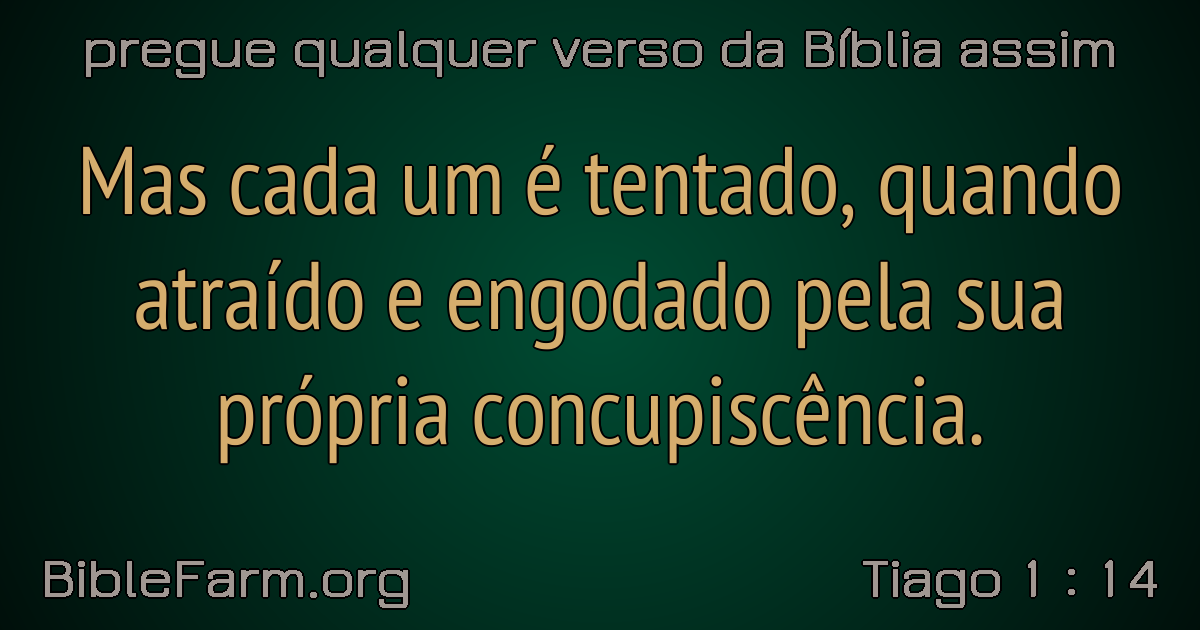 pregue qualquer verso da Bíblia assim
Mas cada um é tentado, quando
atraído e engodado pela sua
própria concupiscência.
BibleFarm.org
Tiago 1 : 14